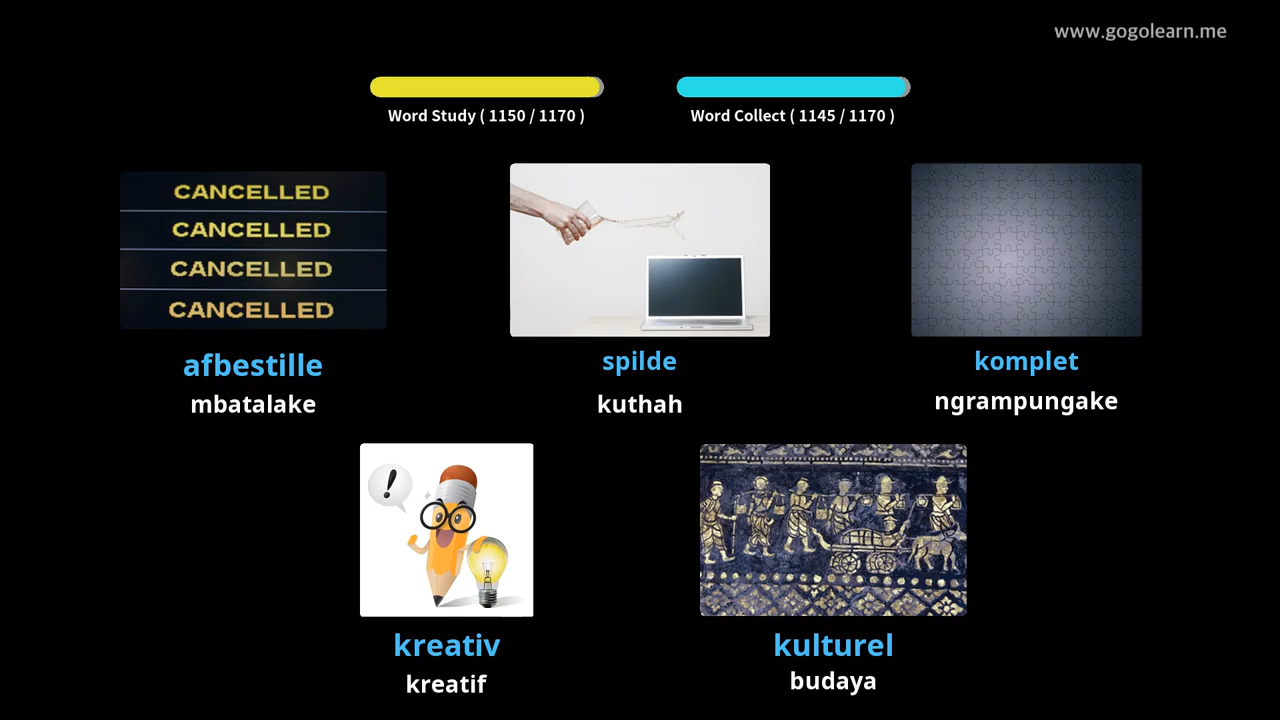 www.gogolearn.me
Word Study ( 1150 / 1170 )
Word Collect ( 1145 / 1170 )
CANCELLED
CANCELLED
CANCELLED
CANCELLED
afbestille
mbatalake
spilde
kuthah
komplet
ngrampungake
!
kreativ
kreatif
kulturel
budaya